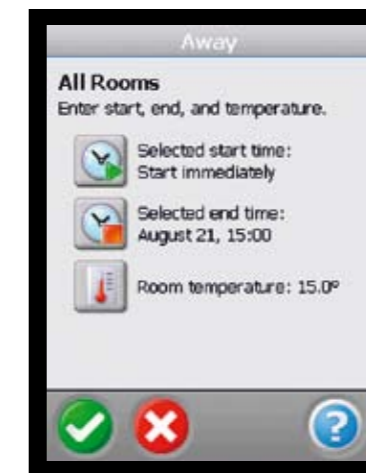 Away
All Rooms
Enter start, end, and temperature.
Selected start time:
Start immediately
Selected end time:
August 21, 15:00
Room temperature: 15.0º
?